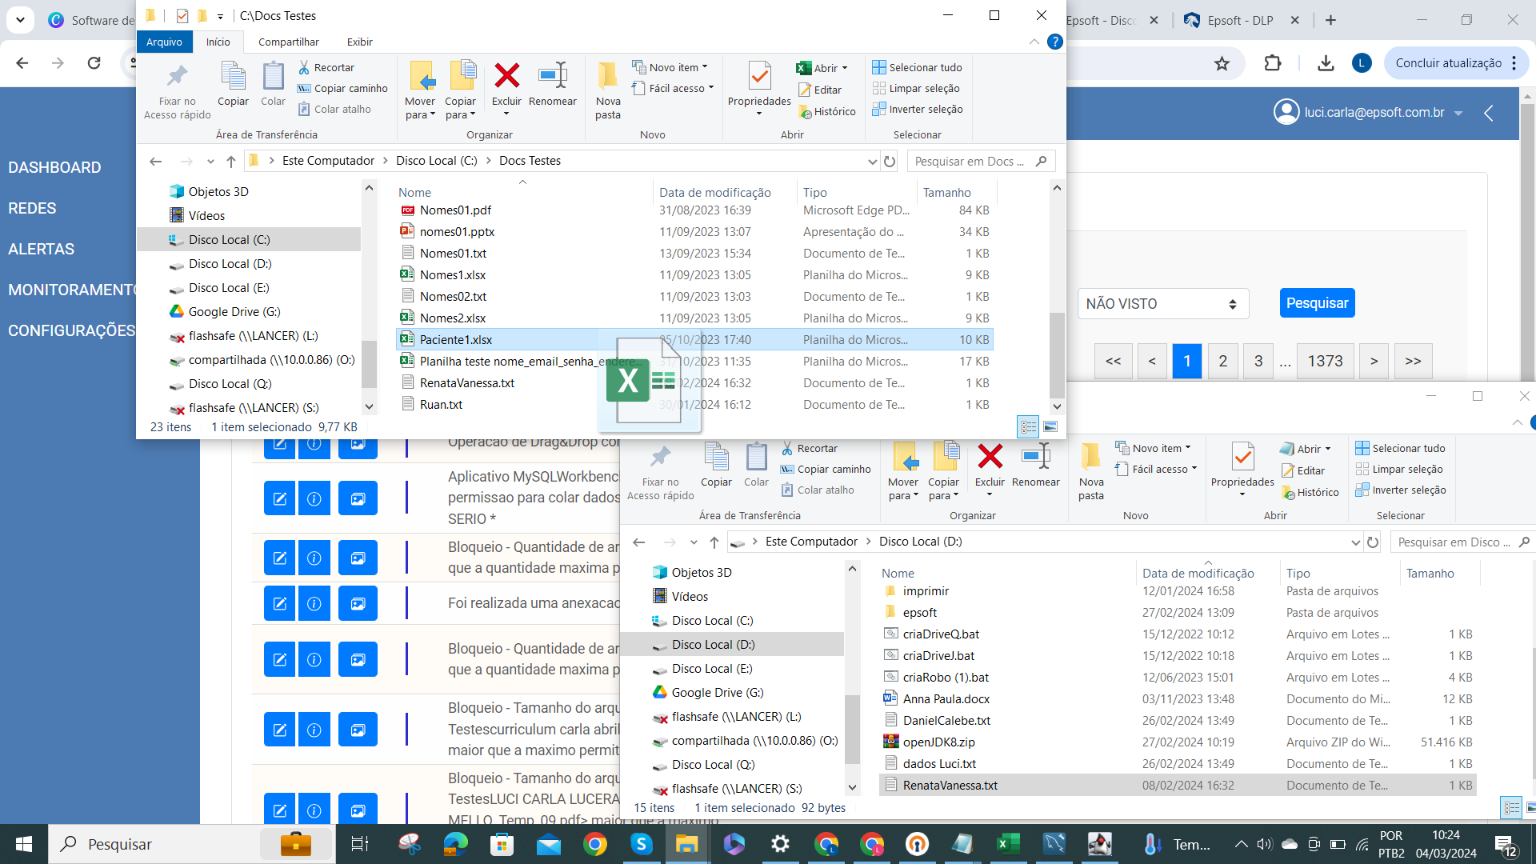 Software de
C:\Docs Testes
Epsoft - Disc
Epsoft - DLP
Concluir atualização
L
Arquivo
Início
Compartilhar
Exibir
Fixar no
Acesso rápido
Copiar
Colar
Recortar
Copiar caminho
Colar atalho
Área de Transferência
Mover
para
Copiar
para
Excluir
Renomear
Organizar
Nova
pasta
Novo item
Fácil acesso
Novo
Propriedades
Abrir
Editar
Histórico
Abrir
Selecionar tudo
Limpar seleção
Inverter seleção
Selecionar
luci.carla@epsoft.com.br
Este Computador > Disco Local (C:) > Docs Testes
Pesquisar em Docs ...
DASHBOARD
REDES
ALERTAS
MONITORAMENTO
CONFIGURAÇÕES
Objetos 3D
Vídeos
Disco Local (C:)
Disco Local (D:)
Disco Local (E:)
Google Drive (G:)
flashsafe (\\LANCER) (L:)
compartilhada (\\10.0.0.86) (O:)
Disco Local (Q:)
flashsafe (\\LANCER) (S:)
Nome Data de modificação Tipo Tamanho
Nomes01.pdf 31/08/2023 16:39 Microsoft Edge PD... 84 KB
nomes01.pptx 11/09/2023 13:07 Apresentação do ... 34 KB
Nomes01.txt 13/09/2023 15:34 Documento de Te... 1 KB
Nomes1.xlsx 11/09/2023 13:05 Planilha do Micros... 9 KB
Nomes02.txt 11/09/2023 13:03 Documento de Te... 1 KB
Nomes2.xlsx 11/09/2023 13:05 Planilha do Micros... 9 KB
Paciente1.xlsx 05/10/2023 17:40 Planilha do Micros... 10 KB
Planilha teste nome_email_senha_endere... 2023 11:35 Planilha do Micros... 17 KB
RenataVanessa.txt 2024 16:32 Documento de Te... 1 KB
Ruan.txt 30/01/2024 16:12 Documento de Te... 1 KB
X
23 itens 1 item selecionado 9,77 KB
NÃO VISTO
Pesquisar
<< < 1 2 3 ... 1373 > >>
Operacao de Drag&Drop cor
Aplicativo MySQLWorkbenc
permissao para colar dados
SERIO *
Bloqueio - Quantidade de ar
que a quantidade maxima p
Foi realizada uma anexacao
Bloqueio - Quantidade de ar
que a quantidade maxima p
Bloqueio - Tamanho do arqu
Testescurriculum carla abril
maior que a maximo permit
Bloqueio - Tamanho do arqu
TestesLUCI CARLA LUCERA
MELLO_Temp_09.pdf> maior que a maximo
Fixar no
Acesso rápido
Copiar
Colar
Recortar
Copiar caminho
Colar atalho
Área de Transferência
Mover
para
Copiar
para
Excluir
Renomear
Organizar
Nova
pasta
Novo item
Fácil acesso
Novo
Propriedades
Abrir
Editar
Histórico
Abrir
Selecionar tudo
Limpar seleção
Inverter seleção
Selecionar
Este Computador > Disco Local (D:)
Pesquisar em Disco ...
Objetos 3D
Vídeos
Disco Local (C:)
Disco Local (D:)
Disco Local (E:)
Google Drive (G:)
flashsafe (\\LANCER) (L:)
compartilhada (\\10.0.0.86) (O:)
Disco Local (Q:)
flashsafe (\\LANCER) (S:)
Nome Data de modificação Tipo Tamanho
imprimir 12/01/2024 16:58 Pasta de arquivos
epsoft 27/02/2024 13:09 Pasta de arquivos
criaDriveQ.bat 15/12/2022 10:12 Arquivo em Lotes ... 1 KB
criaDriveJ.bat 15/12/2022 10:18 Arquivo em Lotes ... 1 KB
criaRobo (1).bat 12/06/2023 15:01 Arquivo em Lotes ... 4 KB
Anna Paula.docx 03/11/2023 13:48 Documento do Mi... 12 KB
DanielCalebe.txt 26/02/2024 13:49 Documento de Te... 1 KB
openJDK8.zip 27/02/2024 10:19 Arquivo ZIP do Wi... 51.416 KB
dados Luci.txt 26/02/2024 13:49 Documento de Te... 1 KB
RenataVanessa.txt 08/02/2024 16:32 Documento de Te... 1 KB
15 itens 1 item selecionado 92 bytes
Pesquisar
Tem...
POR
PTB2
10:24
04/03/2024
12